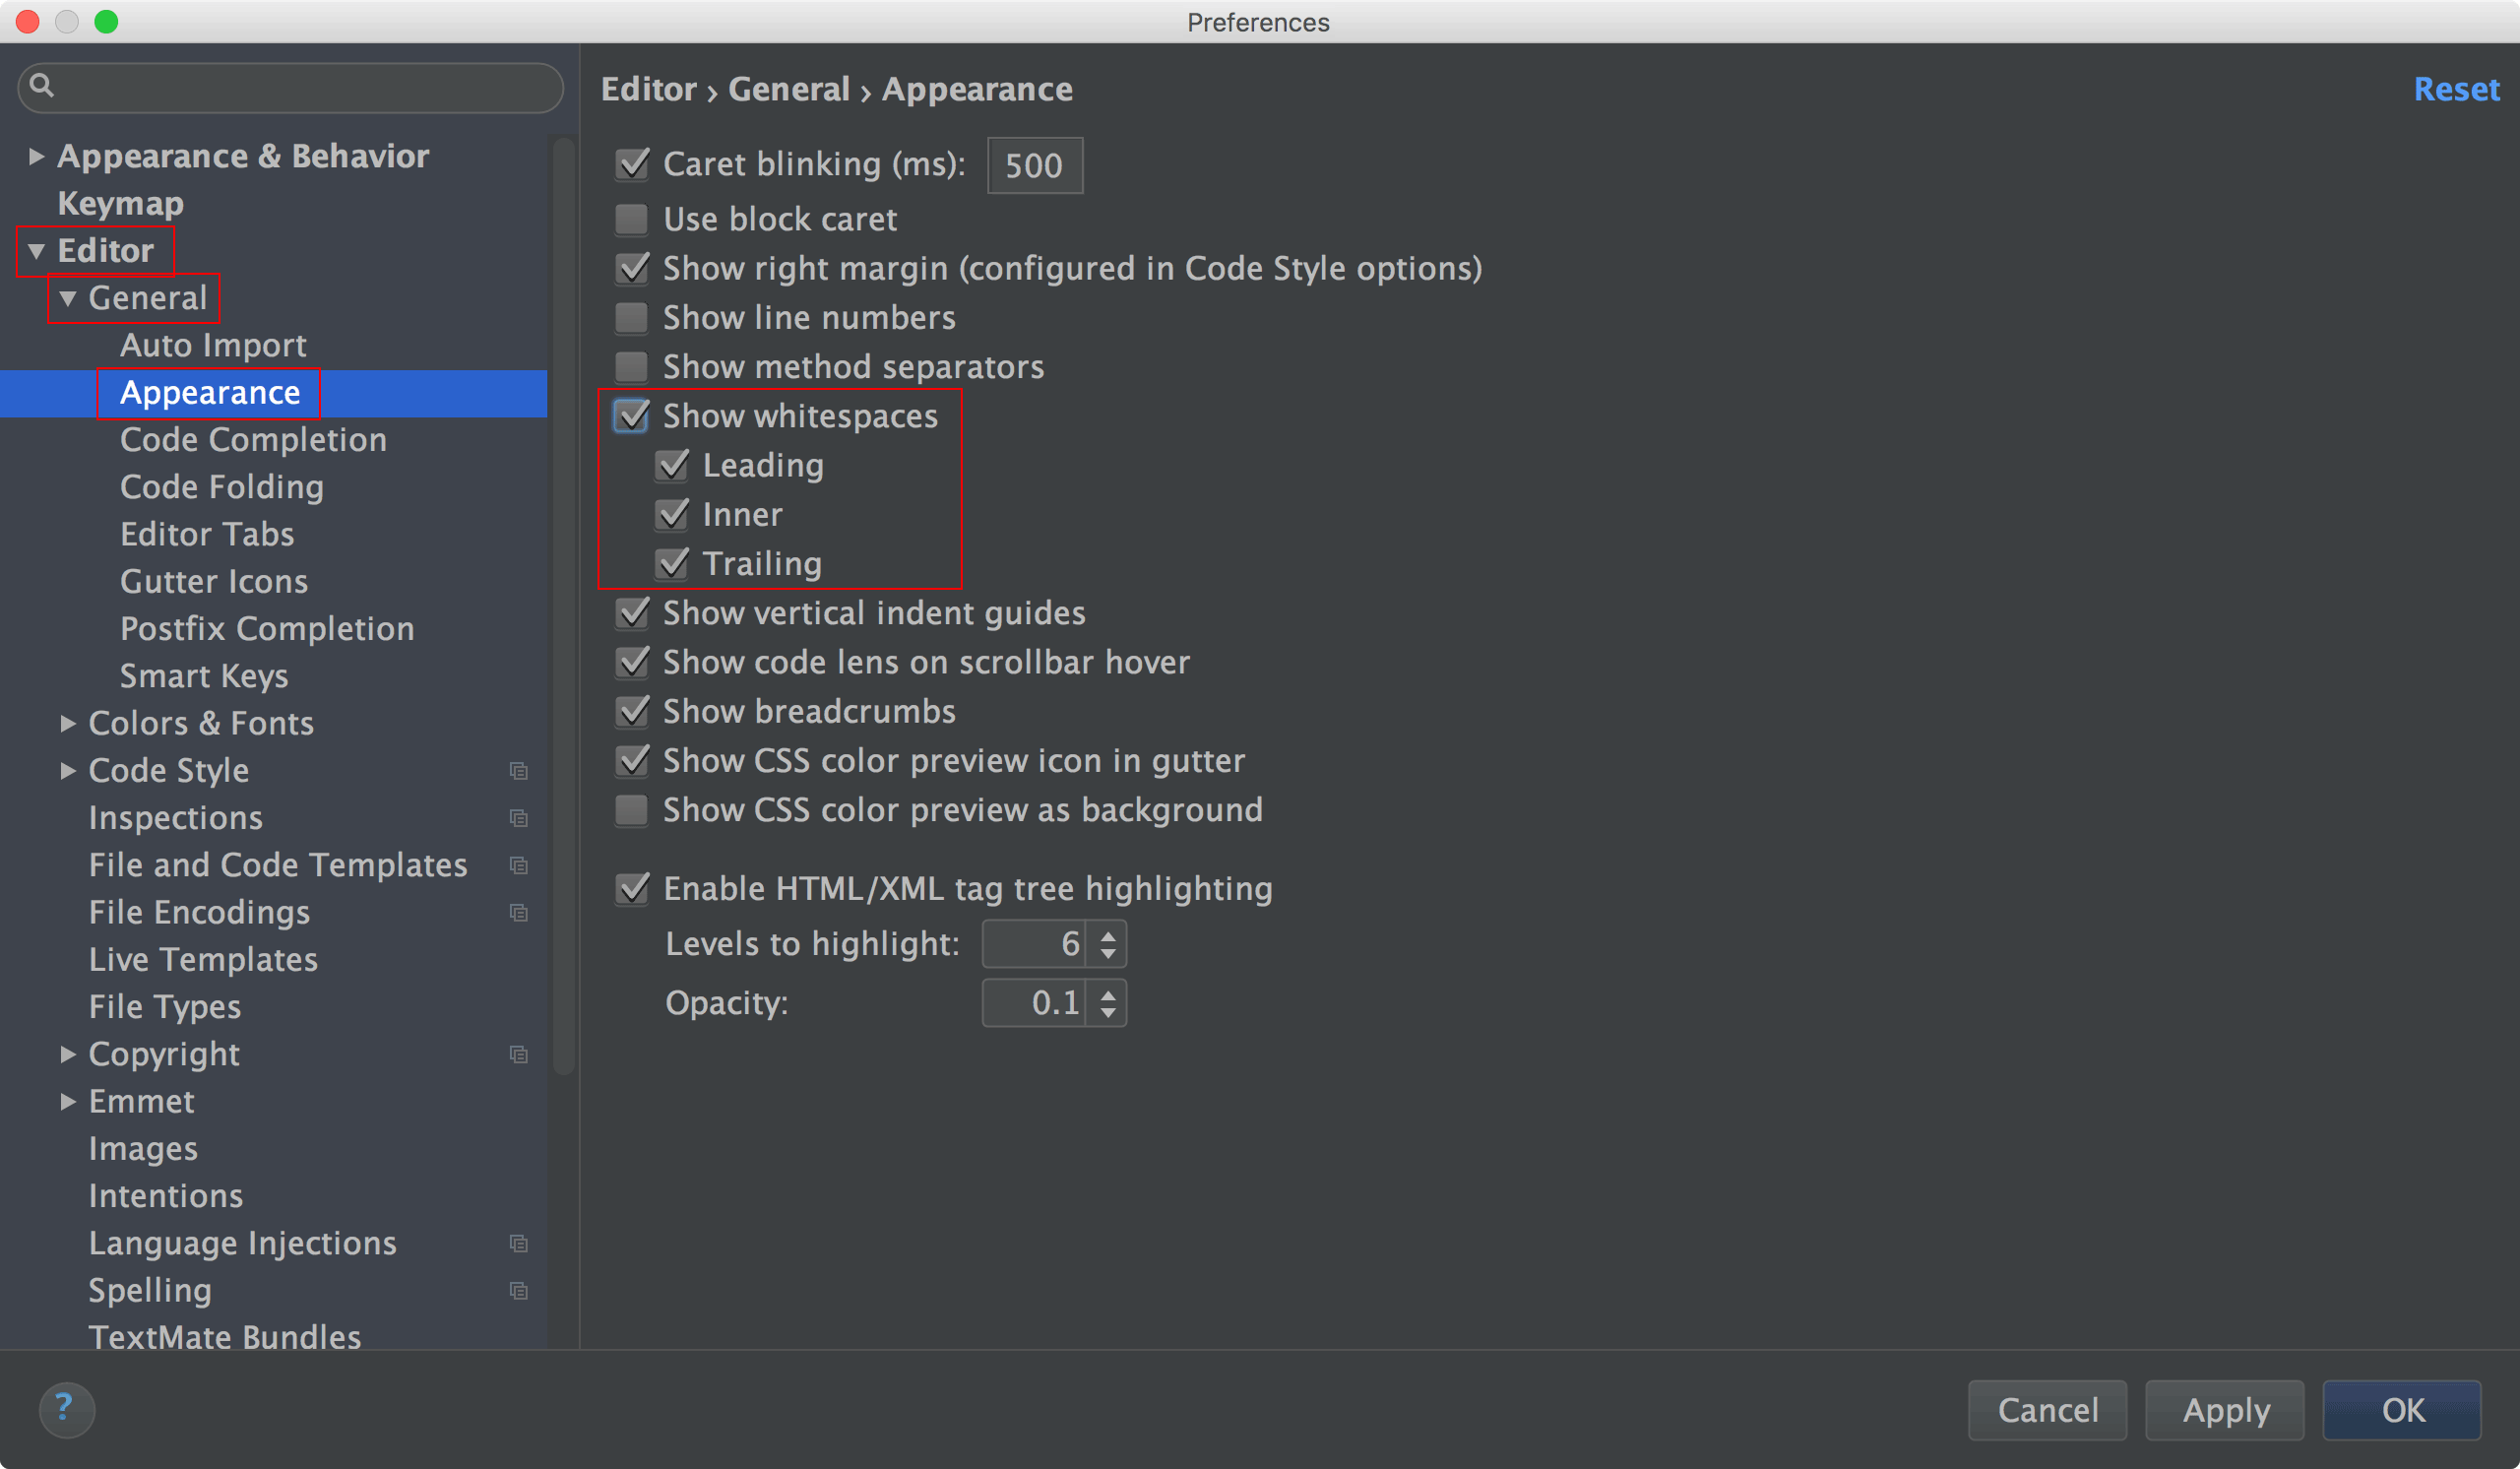 Preferences
Appearance & Behavior
Keymap
Editor
General
Auto Import
Appearance
Code Completion
Code Folding
Editor Tabs
Gutter Icons
Postfix Completion
Smart Keys
Colors & Fonts
Code Style
Inspections
File and Code Templates
File Encodings
Live Templates
File Types
Copyright
Emmet
Images
Intentions
Language Injections
Spelling
TextMate Bundles
Editor › General › Appearance
Reset
Caret blinking (ms): 500
Use block caret
Show right margin (configured in Code Style options)
Show line numbers
Show method separators
Show whitespaces
Leading
Inner
Trailing
Show vertical indent guides
Show code lens on scrollbar hover
Show breadcrumbs
Show CSS color preview icon in gutter
Show CSS color preview as background
Enable HTML/XML tag tree highlighting
Levels to highlight: 6
Opacity: 0.1
?
Cancel Apply OK